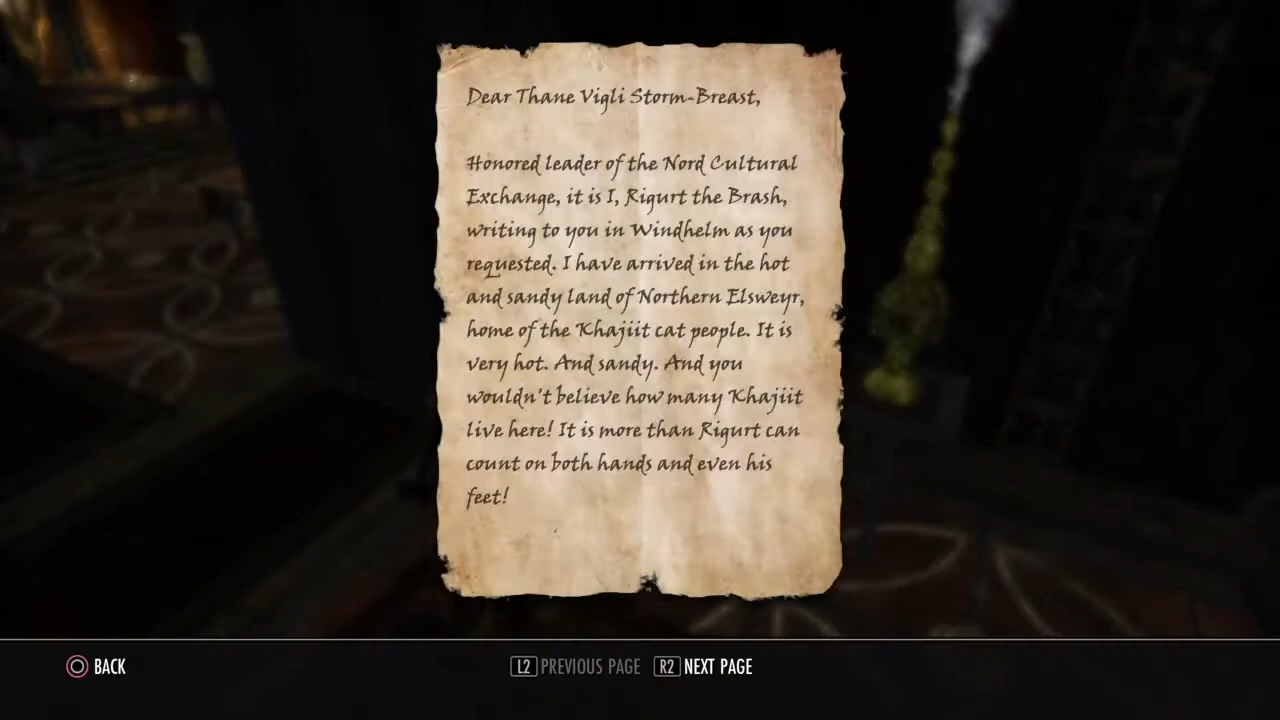 Dear Thane Vigli Storm-Breast,
Honored leader of the Nord Cultural
Exchange, it is I, Rigurt the Brash,
writing to you in Windhelm as you
requested. I have arrived in the hot
and sandy land of Northern Elsweyr,
home of the Khajiit cat people. It is
very hot. And sandy. And you
wouldn't believe how many Khajiit
live here! It is more than Rigurt can
count on both hands and even his
feet!
BACK
L2 PREVIOUS PAGE R2 NEXT PAGE